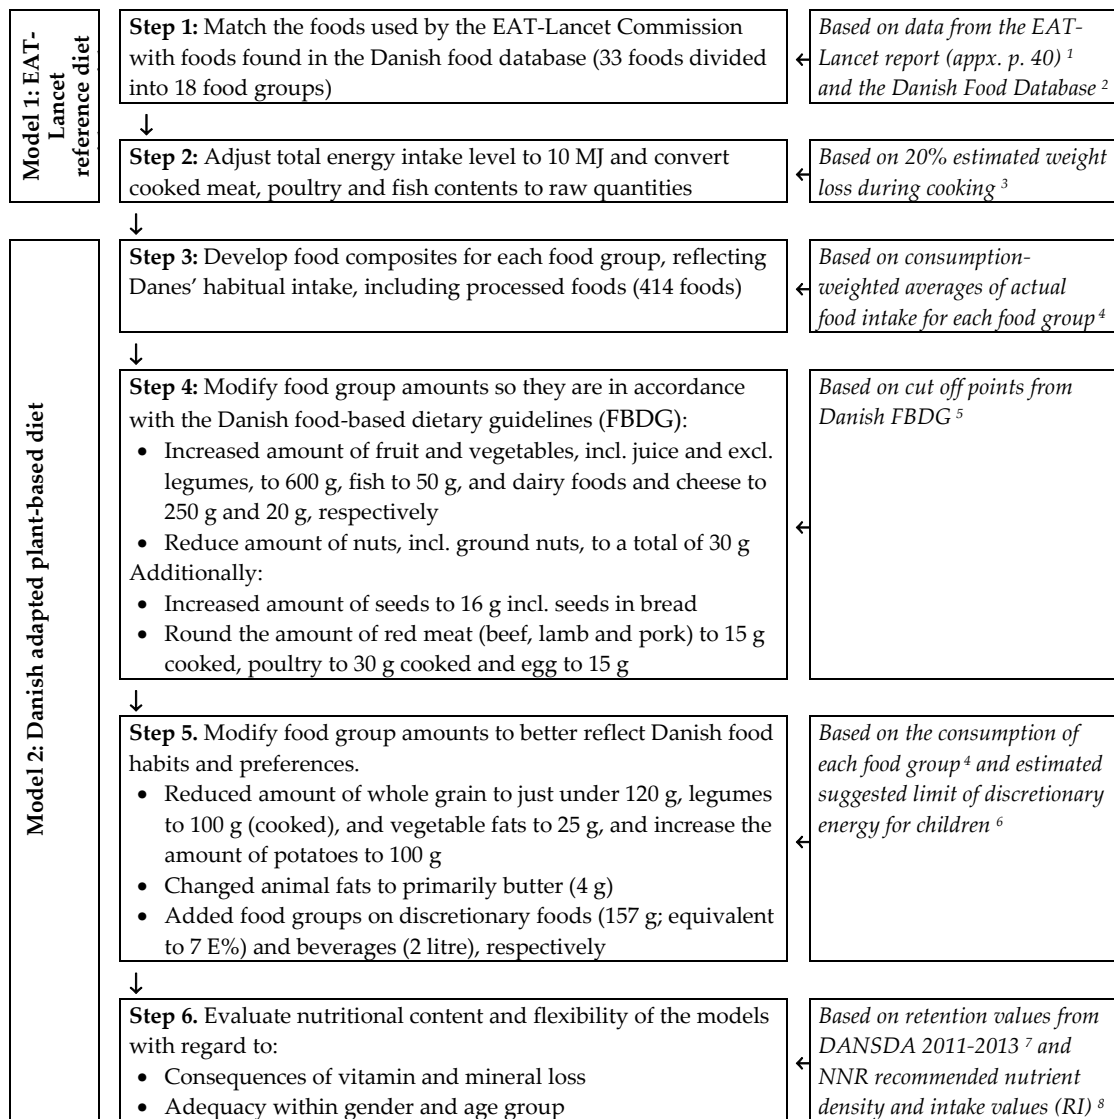 Model 1: EAT-
Lancet
reference diet
Step 1: Match the foods used by the EAT-Lancet Commission
with foods found in the Danish food database (33 foods divided
into 18 food groups)
Based on data from the EAT-
Lancet report (appx. p. 40) 1
and the Danish Food Database 2
Step 2: Adjust total energy intake level to 10 MJ and convert
cooked meat, poultry and fish contents to raw quantities
Based on 20% estimated weight
loss during cooking 3
Model 2: Danish adapted plant-based diet
Step 3: Develop food composites for each food group, reflecting
Danes’ habitual intake, including processed foods (414 foods)
Based on consumption-
weighted averages of actual
food intake for each food group 4
Step 4: Modify food group amounts so they are in accordance
with the Danish food-based dietary guidelines (FBDG):
• Increased amount of fruit and vegetables, incl. juice and excl.
legumes, to 600 g, fish to 50 g, and dairy foods and cheese to
250 g and 20 g, respectively
• Reduce amount of nuts, incl. ground nuts, to a total of 30 g
Additionally:
• Increased amount of seeds to 16 g incl. seeds in bread
• Round the amount of red meat (beef, lamb and pork) to 15 g
cooked, poultry to 30 g cooked and egg to 15 g
Based on cut off points from
Danish FBDG 5
Step 5. Modify food group amounts to better reflect Danish food
habits and preferences.
• Reduced amount of whole grain to just under 120 g, legumes
to 100 g (cooked), and vegetable fats to 25 g, and increase the
amount of potatoes to 100 g
• Changed animal fats to primarily butter (4 g)
• Added food groups on discretionary foods (157 g; equivalent
to 7 E%) and beverages (2 litre), respectively
Based on the consumption of
each food group 4 and estimated
suggested limit of discretionary
energy for children 6
Step 6. Evaluate nutritional content and flexibility of the models
with regard to:
• Consequences of vitamin and mineral loss
• Adequacy within gender and age group
Based on retention values from
DANSDA 2011-2013 7 and
NNR recommended nutrient
density and intake values (RI) 8